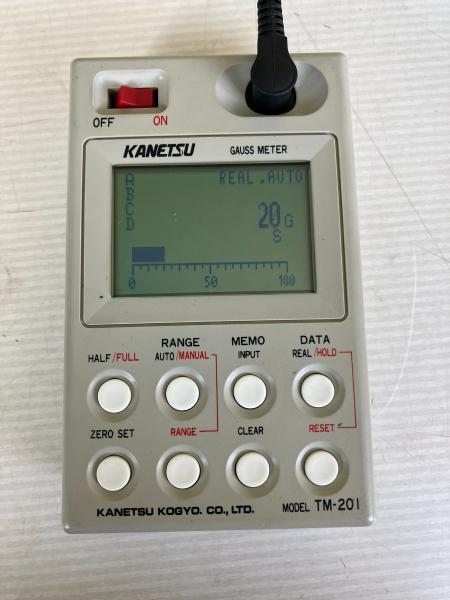 OFF ON
KANETSU GAUSS METER
A REAL.AUTO
B
C 20 G
D S
0 50 100
HALF/FULL RANGE AUTO/MANUAL MEMO INPUT DATA REAL/HOLD
ZERO SET RANGE CLEAR RESET
KANETSU KOGYO. CO., LTD. MODEL TM-201